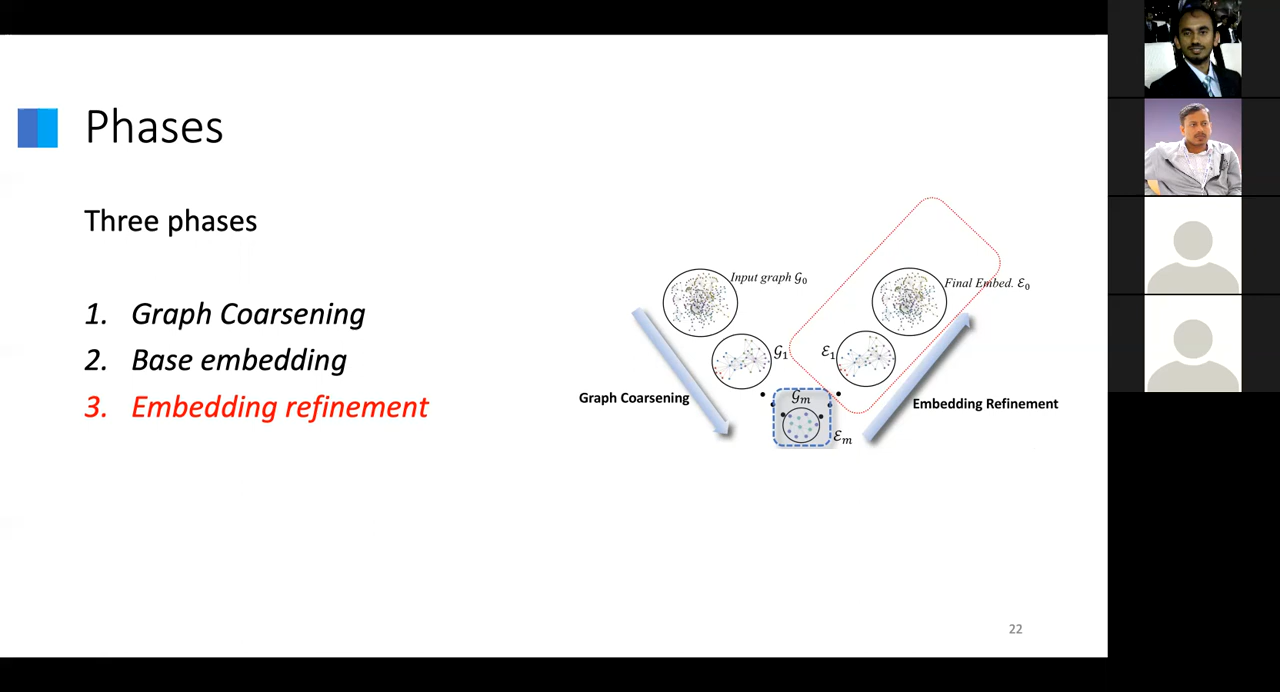 Phases
Three phases
1. Graph Coarsening
2. Base embedding
3. Embedding refinement
Input graph 𝒢₀
Final Embed. ℰ₀
𝒢₁
ℰ₁
Graph Coarsening
𝒢ₘ
Embedding Refinement
ℰₘ
22